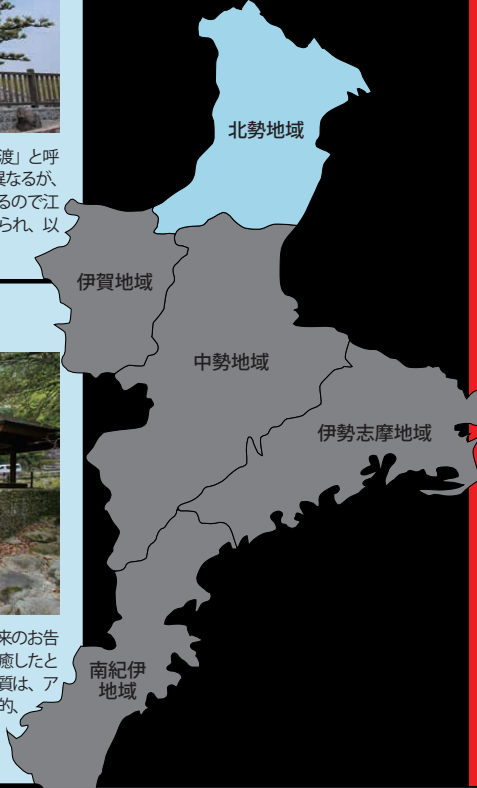 渡」と呼
異なるが、
るので江
られ、以
来のお告
癒したと
質は、ア
的、
北勢地域
伊賀地域
中勢地域
伊勢志摩地域
南紀伊
地域